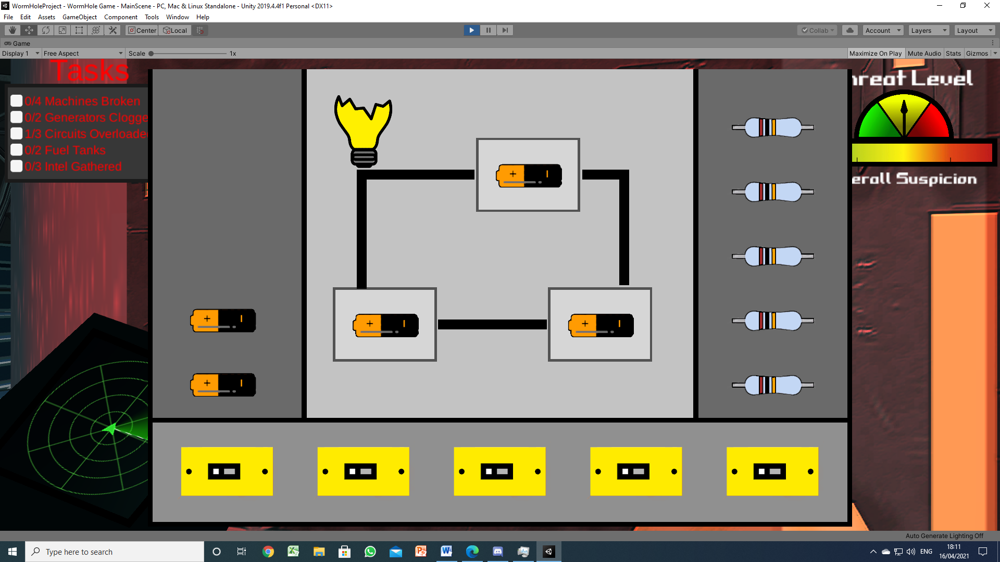 WormHoleProject - WormHole Game - MainScene - PC, Mac & Linux Standalone - Unity 2019.4.4f1 Personal <DX11>
File Edit Assets GameObject Component Tools Window Help
Center Local Collab Account Layers Layout
Game
Display 1 Free Aspect Scale 1x Maximize On Play Mute Audio Stats Gizmos
Tasks
0/4 Machines Broken
0/2 Generators Clogge
1/3 Circuits Overloade
0/2 Fuel Tanks
0/3 Intel Gathered
hreat Level
erall Suspicion
Auto Generate Lighting Off
Type here to search
ENG
18:11
16/04/2021